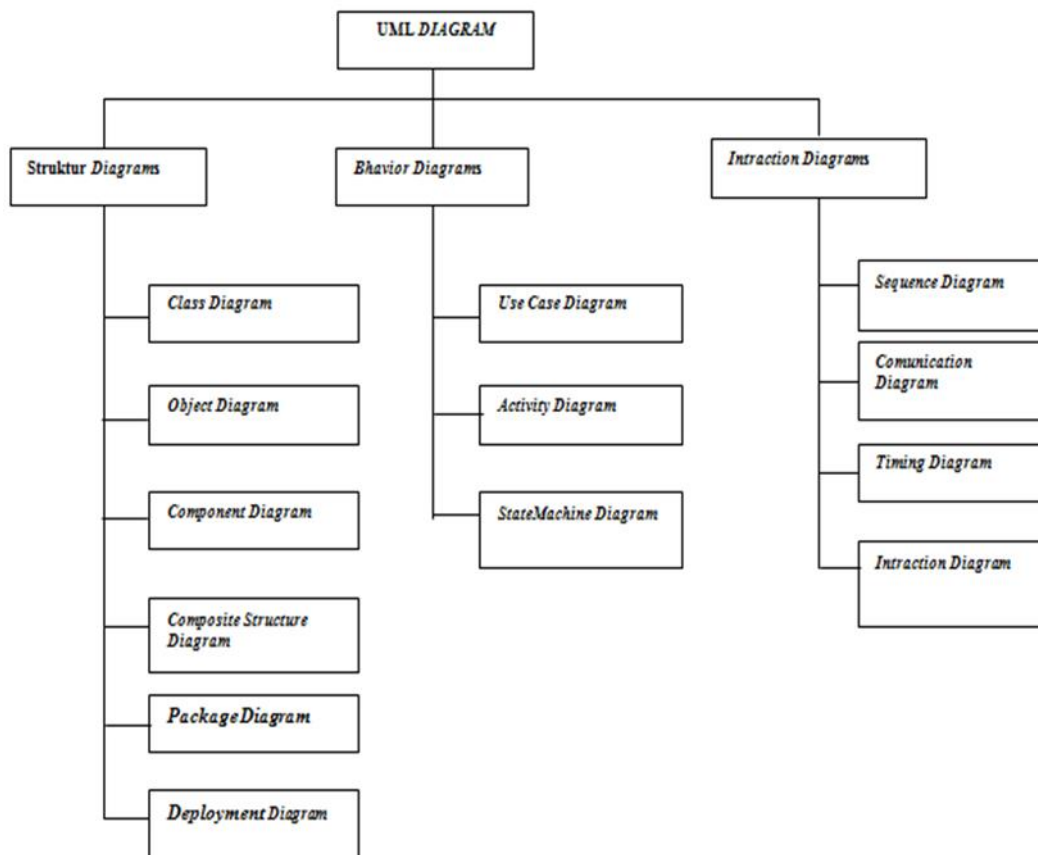 UML DIAGRAM
Struktur Diagrams
Bhavior Diagrams
Intraction Diagrams
Class Diagram
Object Diagram
Component Diagram
Composite Structure
Diagram
Package Diagram
Deployment Diagram
Use Case Diagram
Activity Diagram
StateMachine Diagram
Sequence Diagram
Comunication
Diagram
Timing Diagram
Intraction Diagram